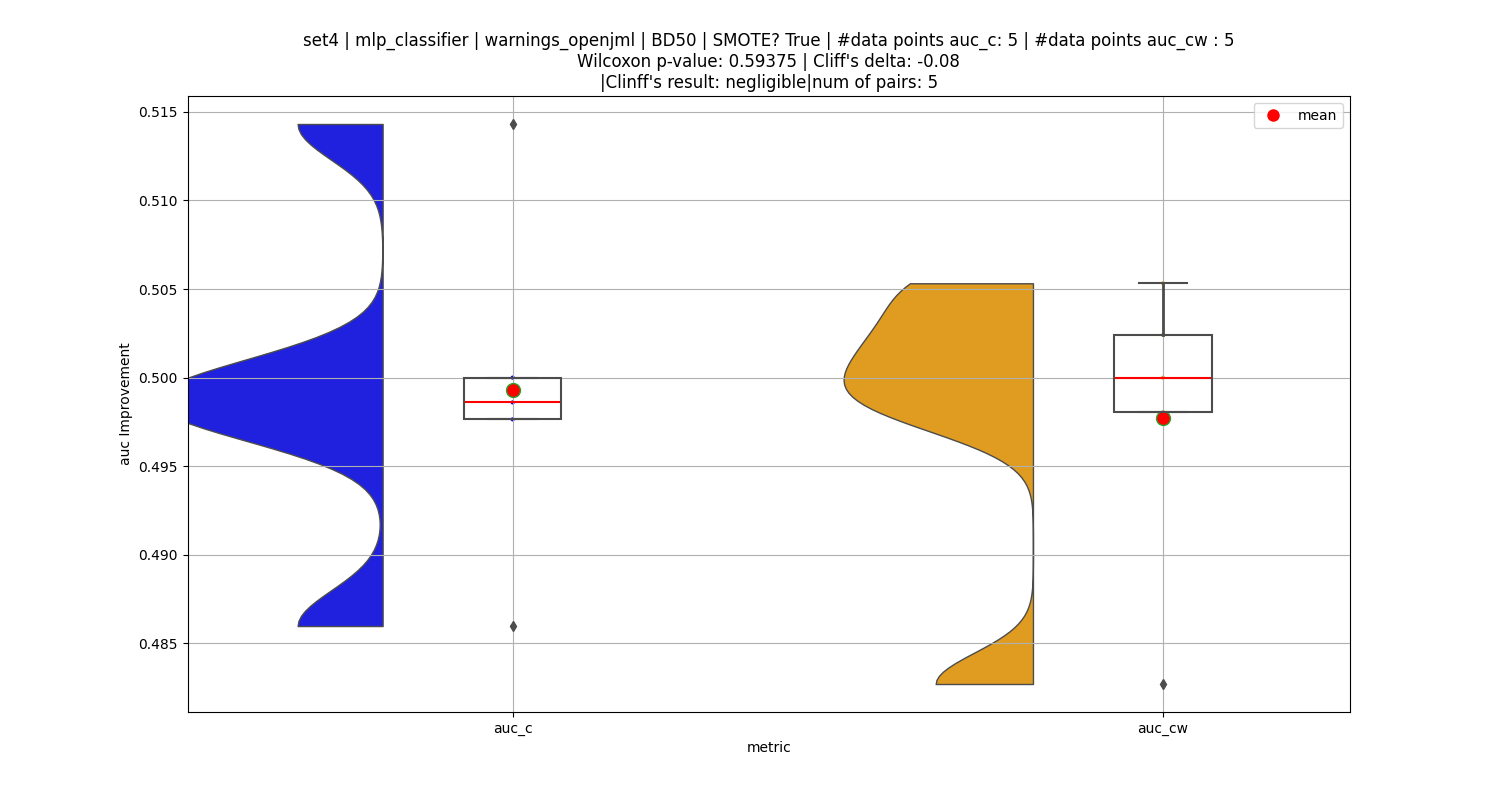 set4 | mlp_classifier | warnings_openjml | BD50 | SMOTE? True | #data points auc_c: 5 | #data points auc_cw : 5
Wilcoxon p-value: 0.59375 | Cliff's delta: -0.08
|Clinff's result: negligible|num of pairs: 5
mean
0.515
0.510
0.505
0.500
0.495
0.490
0.485
auc Improvement
auc_c
auc_cw
metric